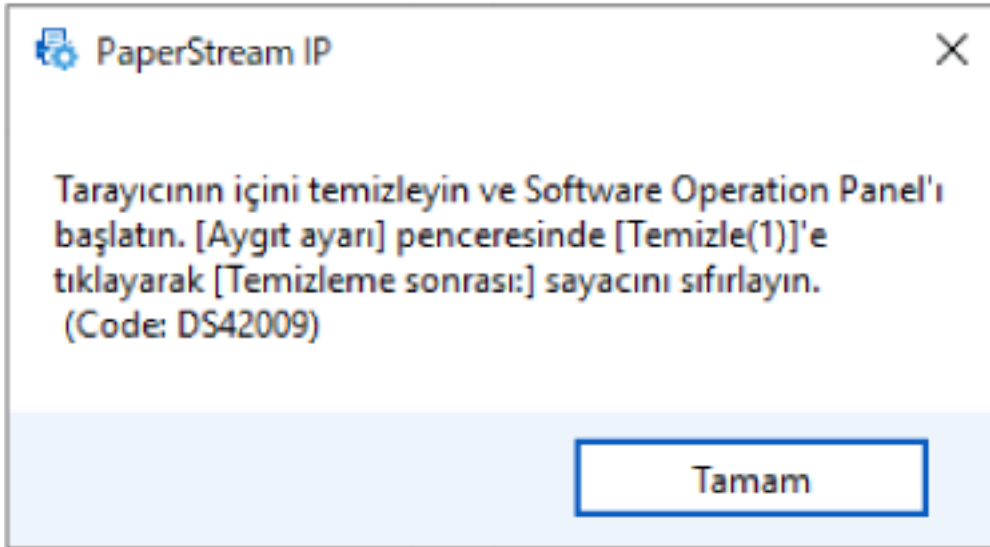 PaperStream IP
Tarayıcının içini temizleyin ve Software Operation Panel'ı
başlatın. [Aygıt ayarı] penceresinde [Temizle(1)]'e
tıklayarak [Temizleme sonrası:] sayacını sıfırlayın.
(Code: DS42009)
Tamam